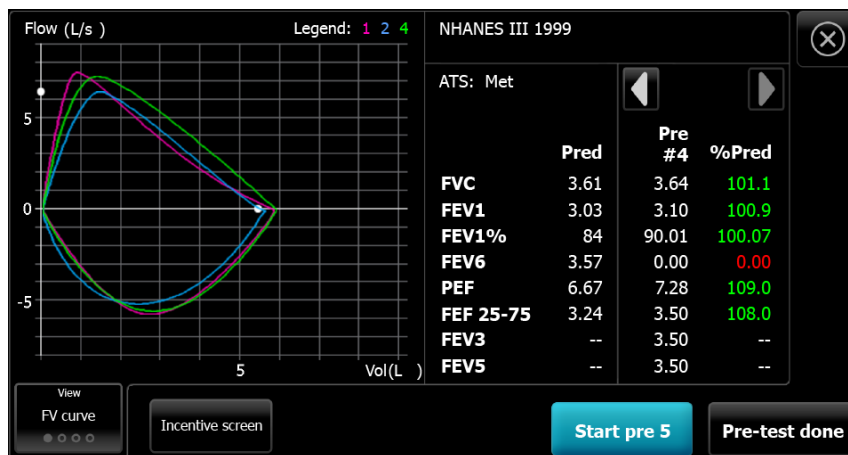 Flow (L/s )
Legend: 1 2 4
5
0
-5
5
Vol(L )
NHANES III 1999
ATS: Met
Pred Pre #4 %Pred
FVC 3.61 3.64 101.1
FEV1 3.03 3.10 100.9
FEV1% 84 90.01 100.07
FEV6 3.57 0.00 0.00
PEF 6.67 7.28 109.0
FEF 25-75 3.24 3.50 108.0
FEV3 -- 3.50 --
FEV5 -- 3.50 --
View
FV curve
Incentive screen
Start pre 5
Pre-test done